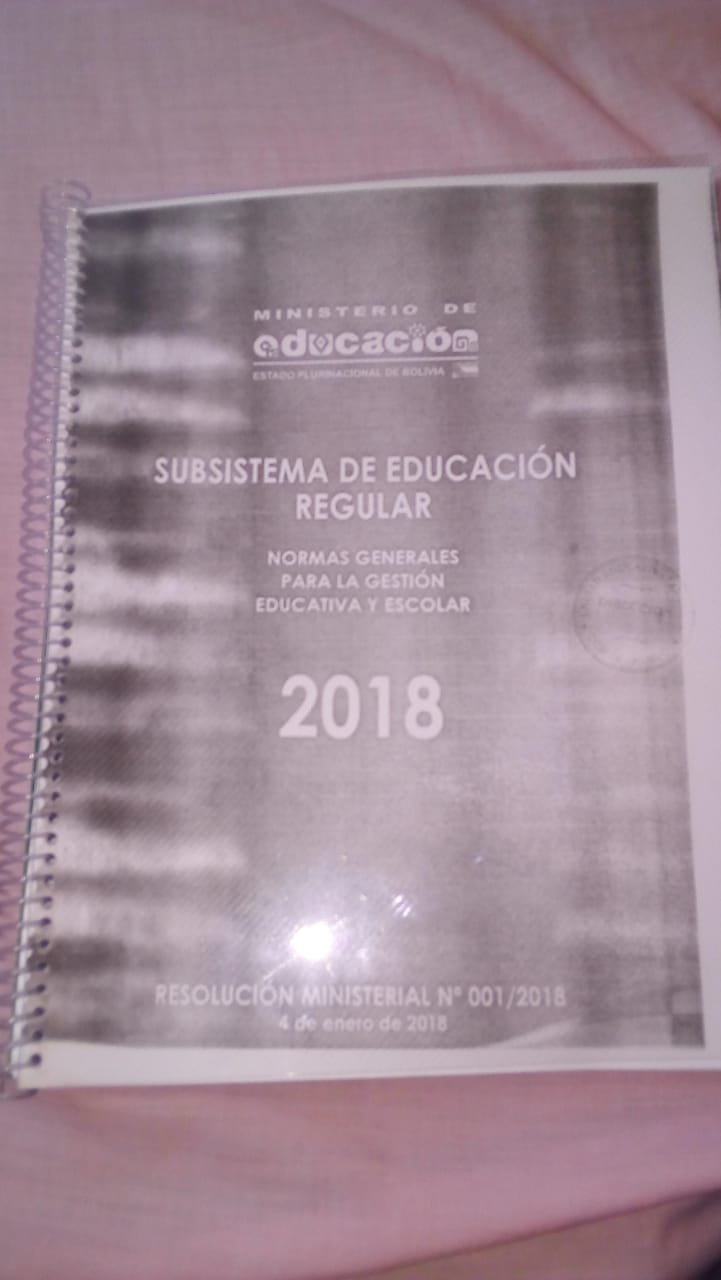 MINISTERIO DE
educación
ESTADO PLURINACIONAL DE BOLIVIA
SUBSISTEMA DE EDUCACIÓN
REGULAR
NORMAS GENERALES
PARA LA GESTIÓN
EDUCATIVA Y ESCOLAR
2018
RESOLUCIÓN MINISTERIAL Nº 001/2018
4 de enero de 2018